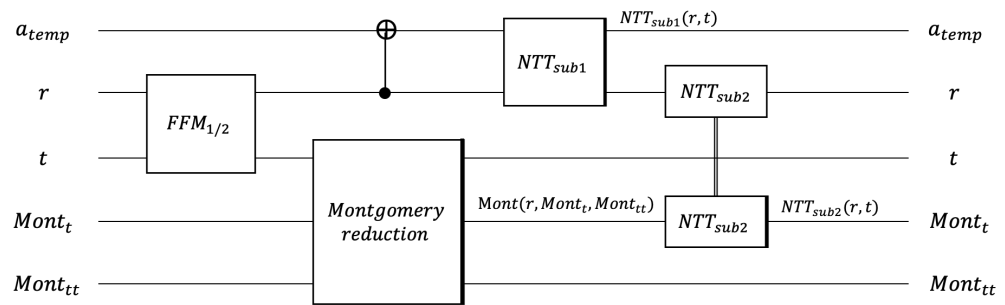 a_temp
NTT_sub1(r, t)
a_temp
NTT_sub1
r
NTT_sub2
r
FFM_1/2
t
t
Montgomery
reduction
Mont_t
Mont(r, Mont_t, Mont_tt)
NTT_sub2
NTT_sub2(r, t)
Mont_t
Mont_tt
Mont_tt